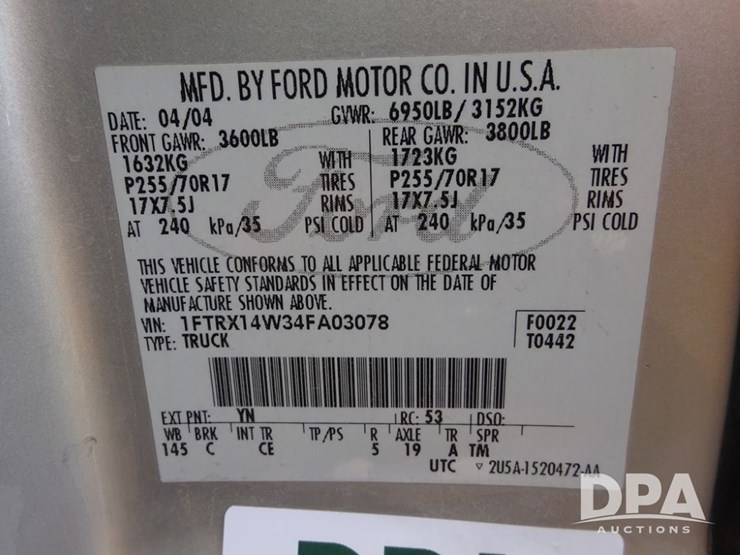 MFD. BY FORD MOTOR CO. IN U.S.A.
DATE: 04/04 GVWR: 6950LB/ 3152KG
FRONT GAWR: 3600LB REAR GAWR: 3800LB
1632KG WITH 1723KG WITH
P255/70R17 TIRES P255/70R17 TIRES
17X7.5J RIMS 17X7.5J RIMS
AT 240 kPa/35 PSI COLD AT 240 kPa/35 PSI COLD
Ford
THIS VEHICLE CONFORMS TO ALL APPLICABLE FEDERAL MOTOR
VEHICLE SAFETY STANDARDS IN EFFECT ON THE DATE OF
MANUFACTURE SHOWN ABOVE.
VIN: 1FTRX14W34FA03078 F0022
TYPE: TRUCK T0442
EXT PNT: YN RC: 53 DSO:
WB BRK INT TR TP/PS R AXLE TR SPR
145 C CE 5 19 A TM
UTC 2U5A-1520472-AA
DPA
AUCTIONS